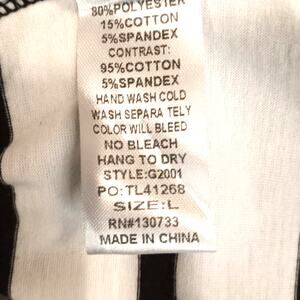 80%POLYESTER
15%COTTON
5%SPANDEX
CONTRAST:
95%COTTON
5%SPANDEX
HAND WASH COLD
WASH SEPARA TELY
COLOR WILL BLEED
NO BLEACH
HANG TO DRY
STYLE:G2001
PO:TL41268
SIZE:L
RN#130733
MADE IN CHINA